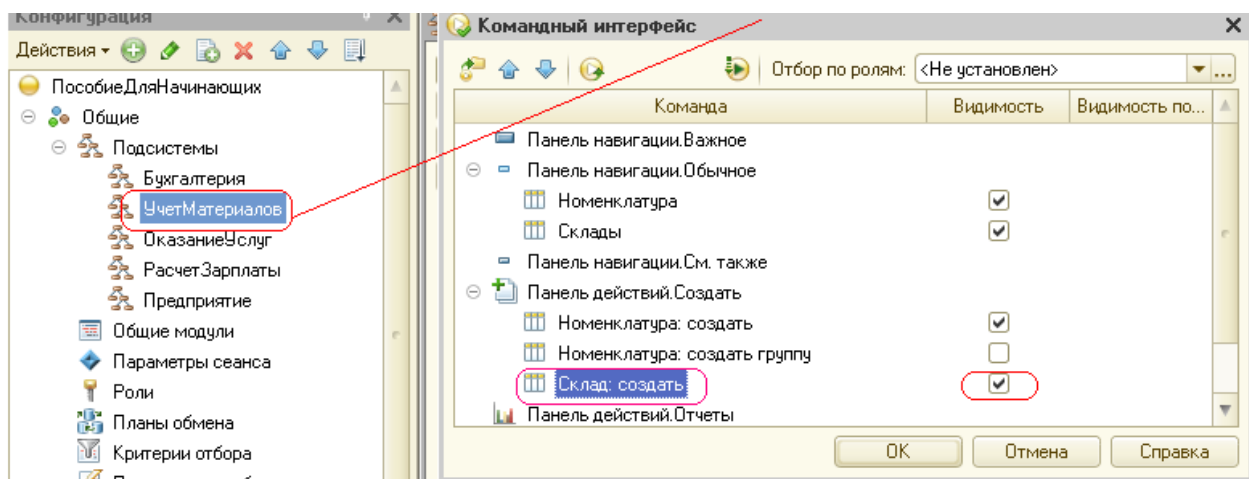 Конфигурация
Действия
ПособиеДляНачинающих
Общие
Подсистемы
Бухгалтерия
УчетМатериалов
ОказаниеУслуг
РасчетЗарплаты
Предприятие
Общие модули
Параметры сеанса
Роли
Планы обмена
Критерии отбора
Командный интерфейс
Отбор по ролям: <Не установлен>
Команда Видимость Видимость по...
Панель навигации.Важное
Панель навигации.Обычное
Номенклатура
Склады
Панель навигации.См. также
Панель действий.Создать
Номенклатура: создать
Номенклатура: создать группу
Склад: создать
Панель действий.Отчеты
OK Отмена Справка